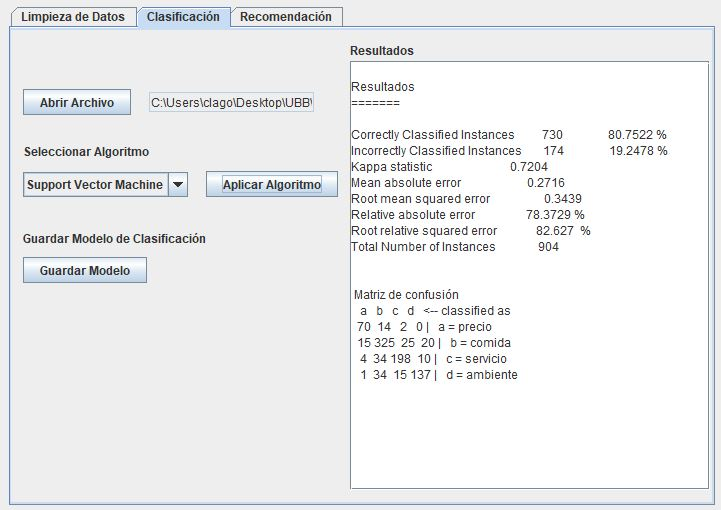 Limpieza de Datos Clasificación Recomendación
Abrir Archivo C:\Users\clago\Desktop\UBB\
Seleccionar Algoritmo
Support Vector Machine Aplicar Algoritmo
Guardar Modelo de Clasificación
Guardar Modelo
Resultados
Resultados
=======
Correctly Classified Instances 730 80.7522 %
Incorrectly Classified Instances 174 19.2478 %
Kappa statistic 0.7204
Mean absolute error 0.2716
Root mean squared error 0.3439
Relative absolute error 78.3729 %
Root relative squared error 82.627 %
Total Number of Instances 904
Matriz de confusión
a b c d <-- classified as
70 14 2 0 | a = precio
15 325 25 20 | b = comida
4 34 198 10 | c = servicio
1 34 15 137 | d = ambiente